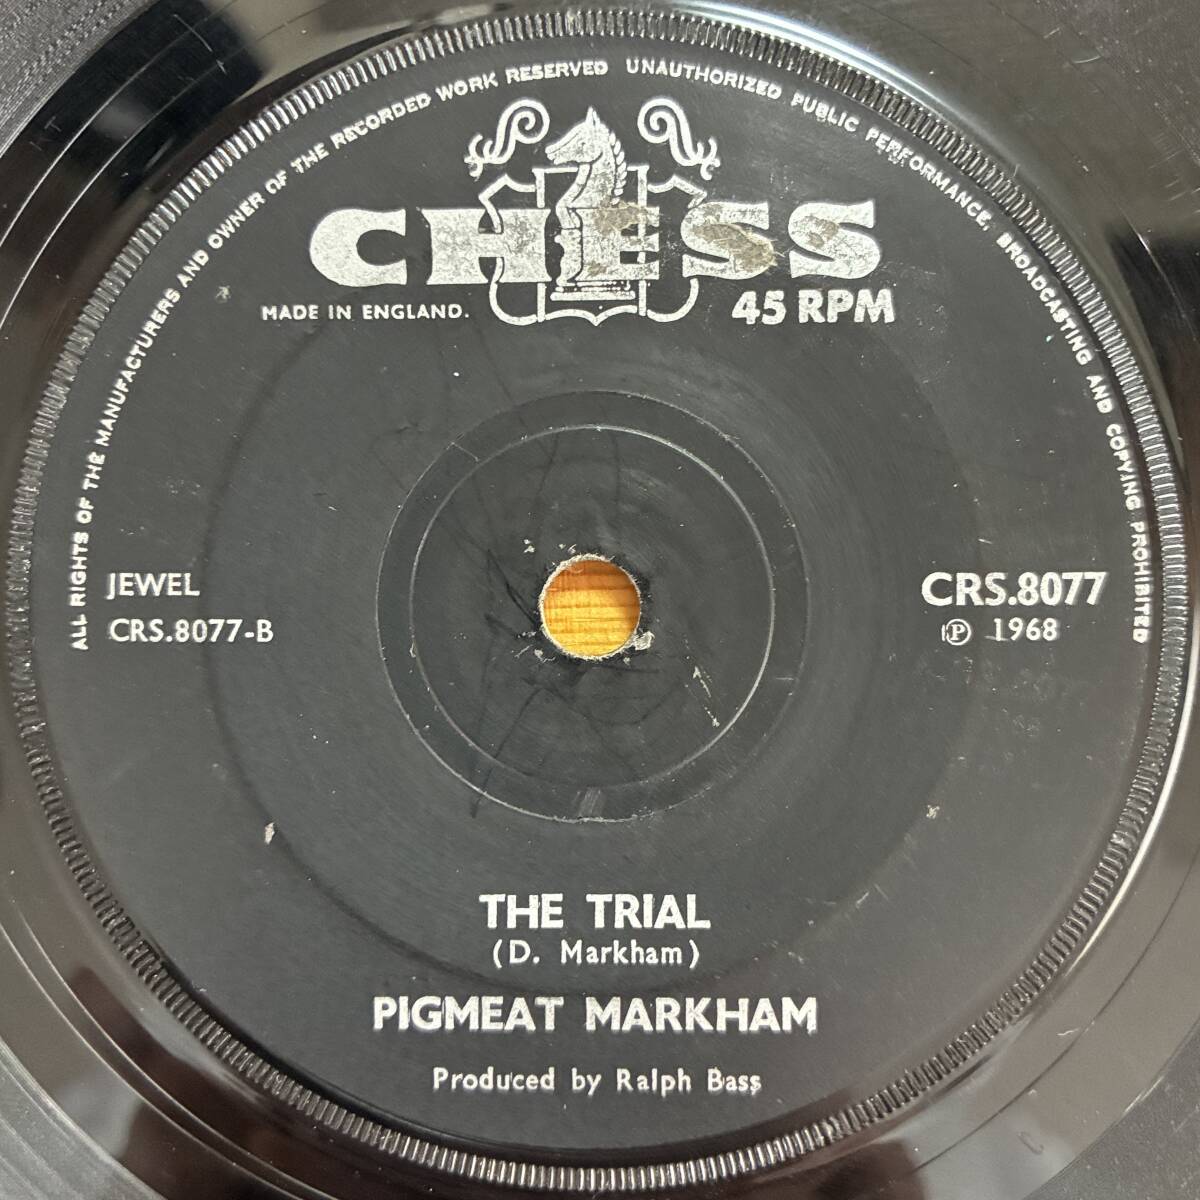 ALL RIGHTS OF THE MANUFACTURERS AND OWNER OF THE RECORDED WORK RESERVED UNAUTHORIZED PUBLIC PERFORMANCE, BROADCASTING AND COPYING PROHIBITED
CHESS
MADE IN ENGLAND.
45 RPM
JEWEL
CRS.8077-B
CRS.8077
℗ 1968
THE TRIAL
(D. Markham)
PIGMEAT MARKHAM
Produced by Ralph Bass